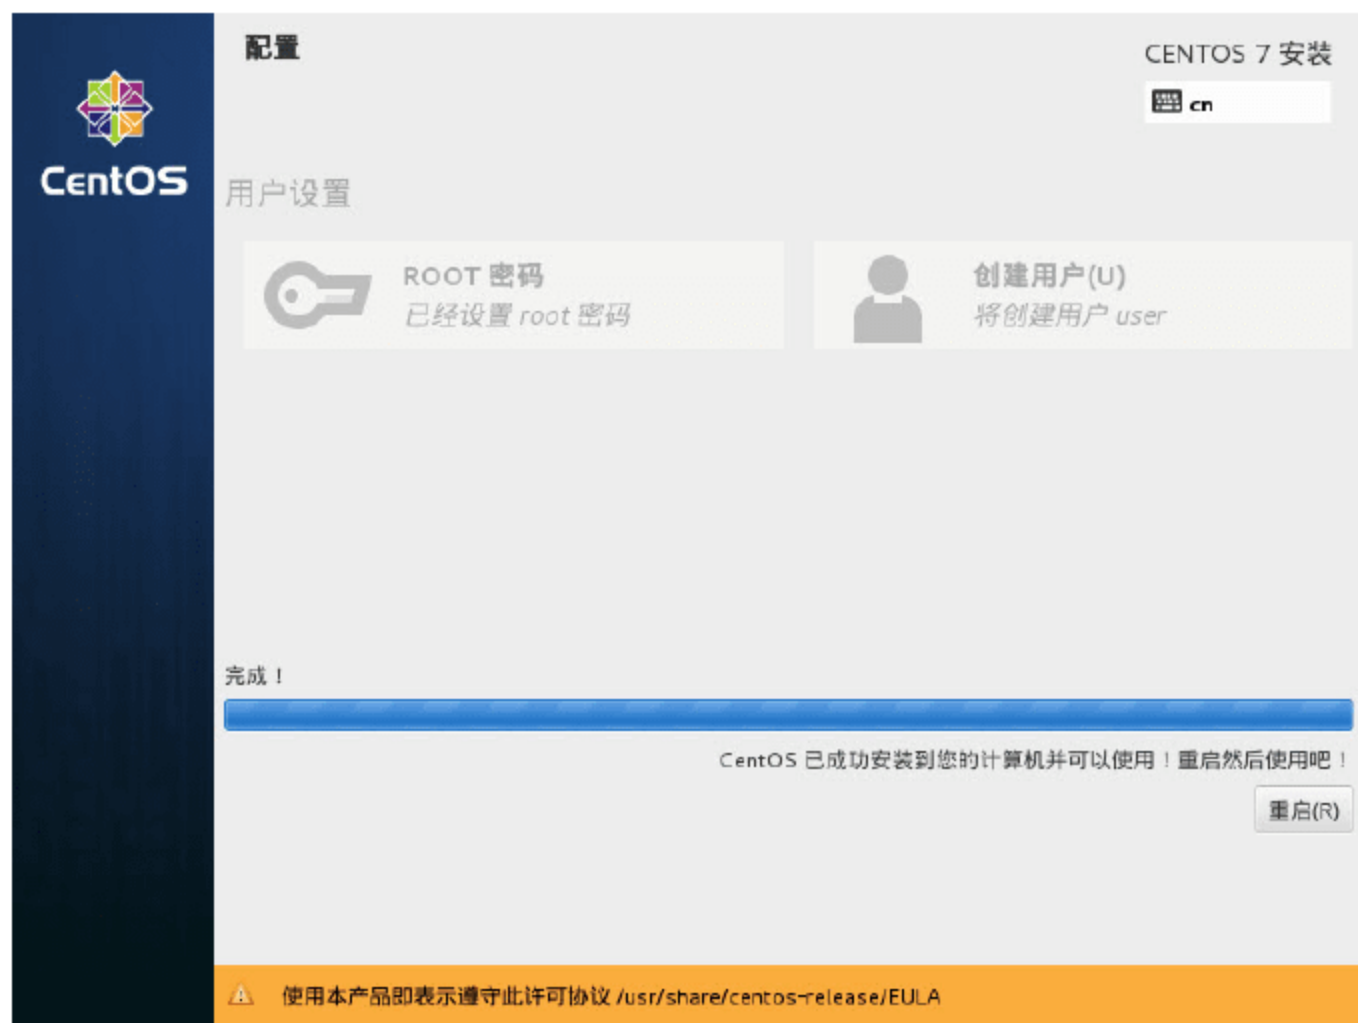 配置
CENTOS 7 安装
cn
CentOS
用户设置
ROOT 密码
已经设置 root 密码
创建用户(U)
将创建用户 user
完成！
CentOS 已成功安装到您的计算机并可以使用！重启然后使用吧！
重启(R)
使用本产品即表示遵守此许可协议 /usr/share/centos-release/EULA